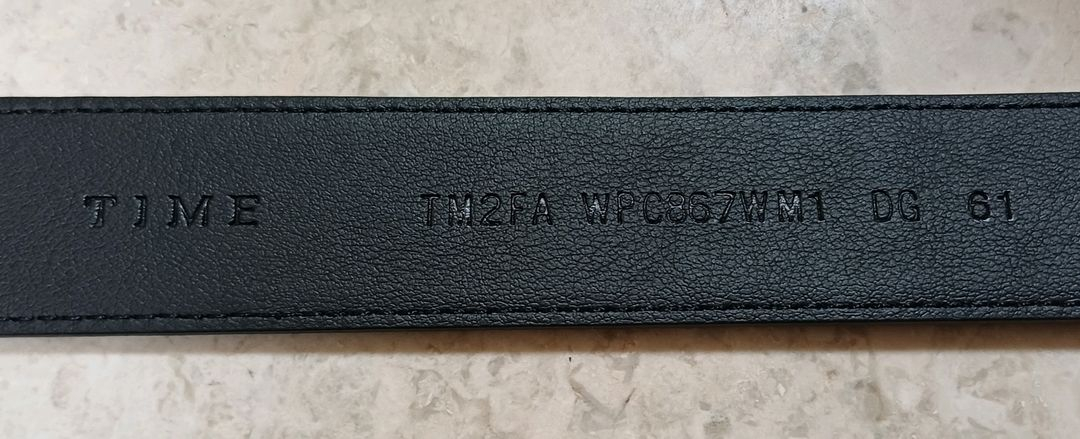 TIME TM2FA WPC867WM1 DG 61